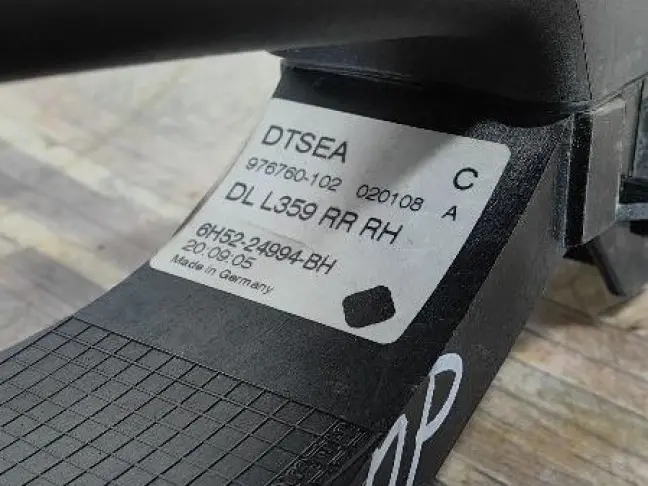 DTSEA C
976760-102 020108 A
DL L359 RR RH
6H52-24994-BH
20:09:05
Made in Germany